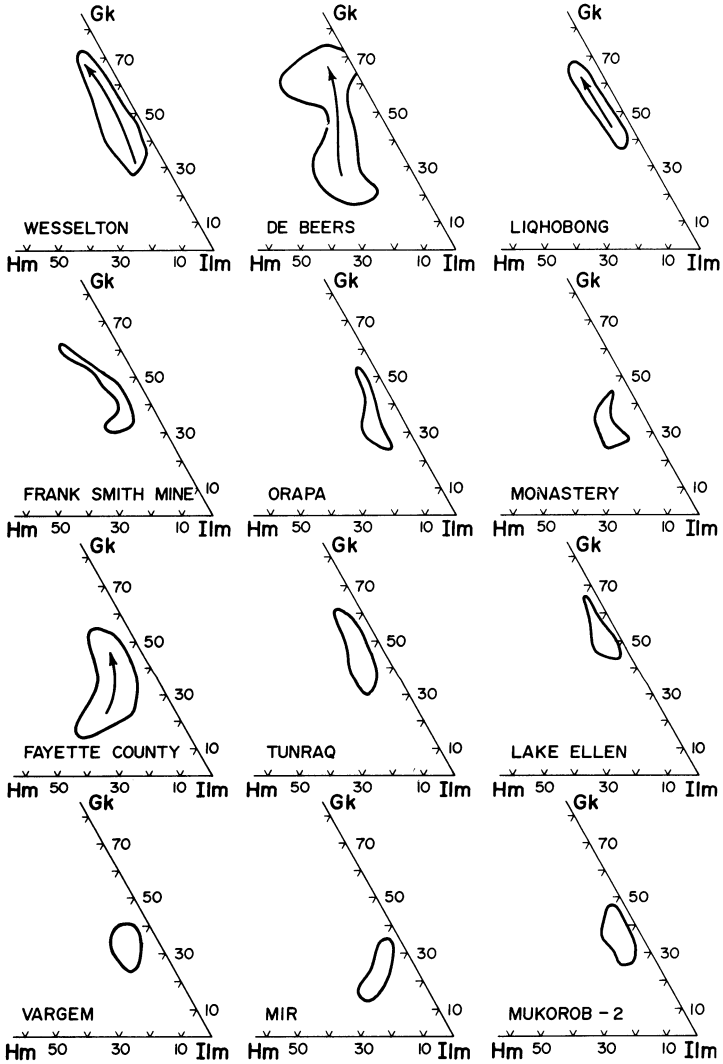 Gk Gk Gk
70 70 70
50 50 50
30 30 30
10 10 10
WESSELTON DE BEERS LIQHOBONG
Hm 50 30 10 Ilm Hm 50 30 10 Ilm Hm 50 30 10 Ilm
Gk Gk Gk
70 70 70
50 50 50
30 30 30
10 10 10
FRANK SMITH MINE ORAPA MONASTERY
Hm 50 30 10 Ilm Hm 50 30 10 Ilm Hm 50 30 10 Ilm
Gk Gk Gk
70 70 70
50 50 50
30 30 30
10 10 10
FAYETTE COUNTY TUNRAQ LAKE ELLEN
Hm 50 30 10 Ilm Hm 50 30 10 Ilm Hm 50 30 10 Ilm
Gk Gk Gk
70 70 70
50 50 50
30 30 30
10 10 10
VARGEM MIR MUKOROB - 2
Hm 50 30 10 Ilm Hm 50 30 10 Ilm Hm 50 30 10 Ilm